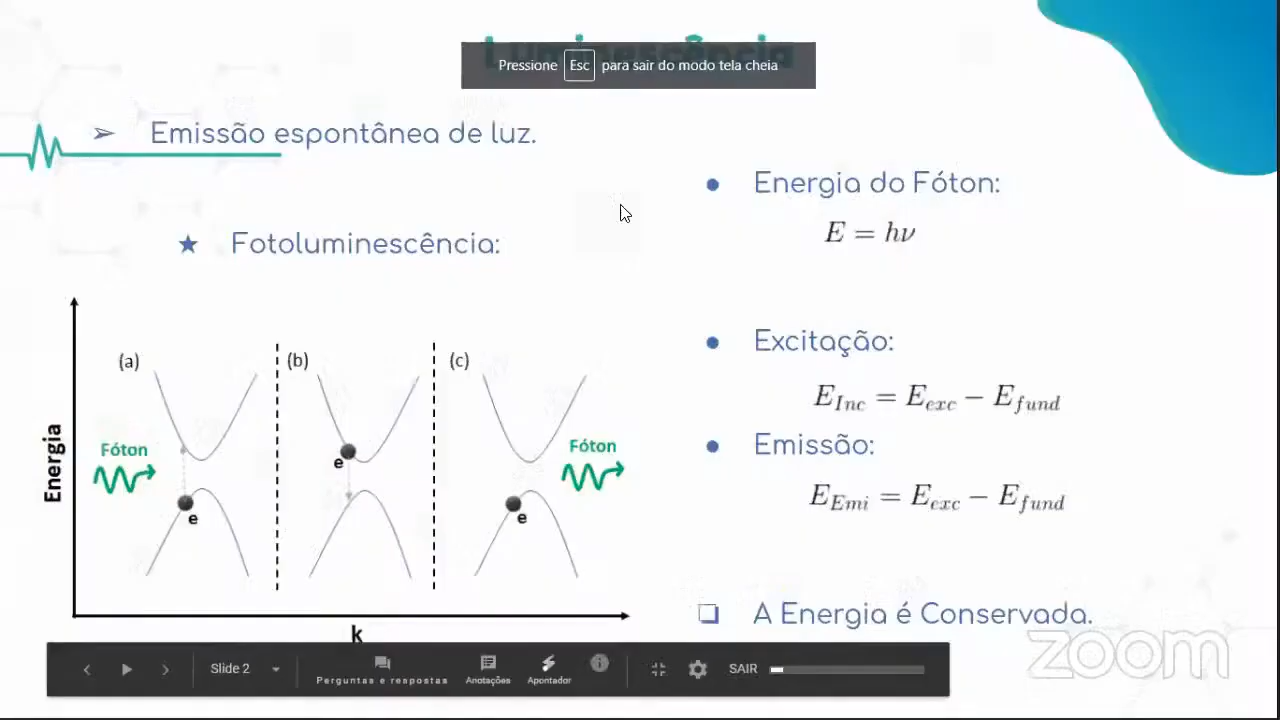 Luminescência
Pressione Esc para sair do modo tela cheia
➢ Emissão espontânea de luz.
● Energia do Fóton:
E = hν
★ Fotoluminescência:
● Excitação:
E_Inc = E_exc − E_fund
● Emissão:
E_Emi = E_exc − E_fund
❑ A Energia é Conservada.
Energia
(a)
Fóton
e
(b)
e
(c)
Fóton
e
k
Slide 2
Perguntas e respostas
Anotações
Apontador
SAIR
zoom